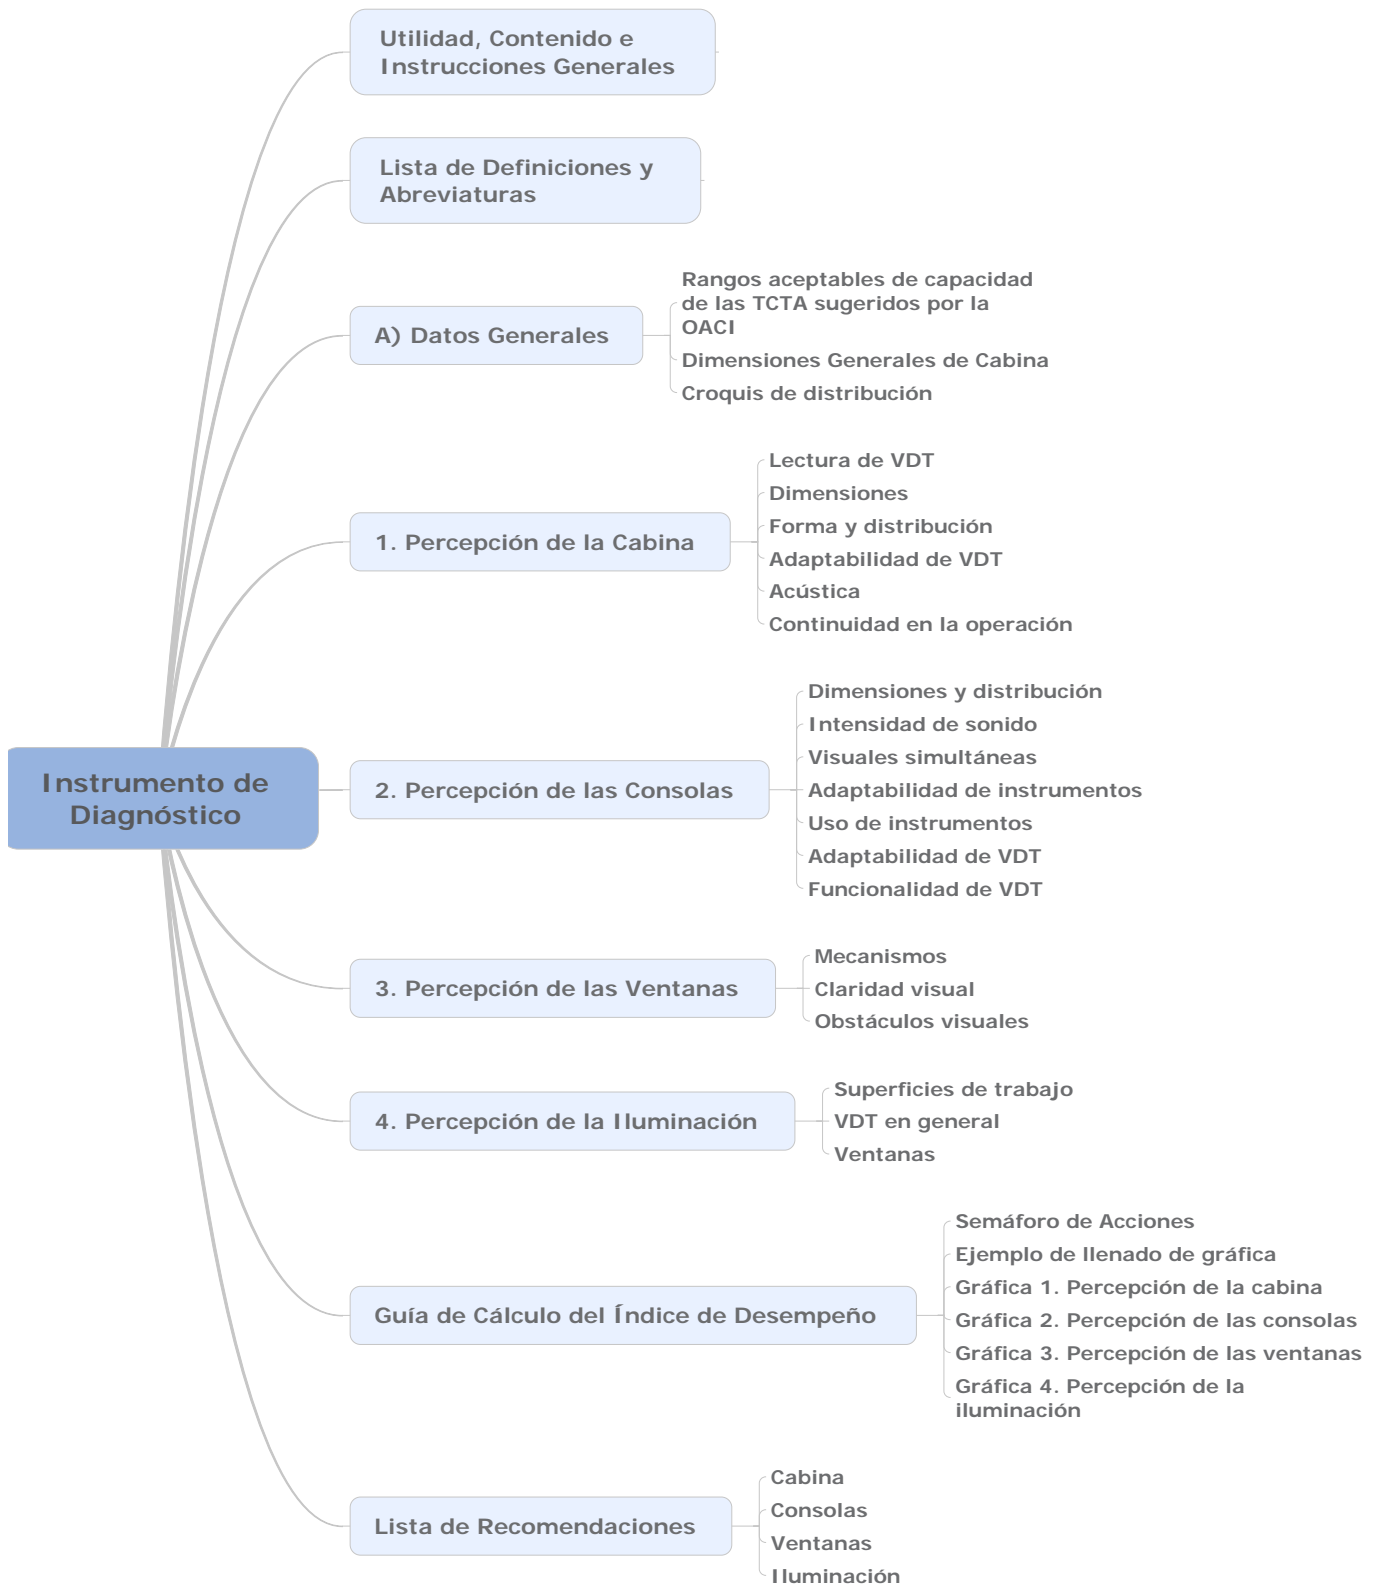 Utilidad, Contenido e
Instrucciones Generales
Lista de Definiciones y
Abreviaturas
Rangos aceptables de capacidad
de las TCTA sugeridos por la
OACI
A) Datos Generales
Dimensiones Generales de Cabina
Croquis de distribución
Lectura de VDT
Dimensiones
Forma y distribución
1. Percepción de la Cabina
Adaptabilidad de VDT
Acústica
Continuidad en la operación
Dimensiones y distribución
Intensidad de sonido
Visuales simultáneas
Instrumento de
Diagnóstico
2. Percepción de las Consolas
Adaptabilidad de instrumentos
Uso de instrumentos
Adaptabilidad de VDT
Funcionalidad de VDT
Mecanismos
3. Percepción de las Ventanas
Claridad visual
Obstáculos visuales
Superficies de trabajo
4. Percepción de la Iluminación
VDT en general
Ventanas
Semáforo de Acciones
Ejemplo de llenado de gráfica
Gráfica 1. Percepción de la cabina
Guía de Cálculo del Índice de Desempeño
Gráfica 2. Percepción de las consolas
Gráfica 3. Percepción de las ventanas
Gráfica 4. Percepción de la
iluminación
Cabina
Consolas
Lista de Recomendaciones
Ventanas
Iluminación